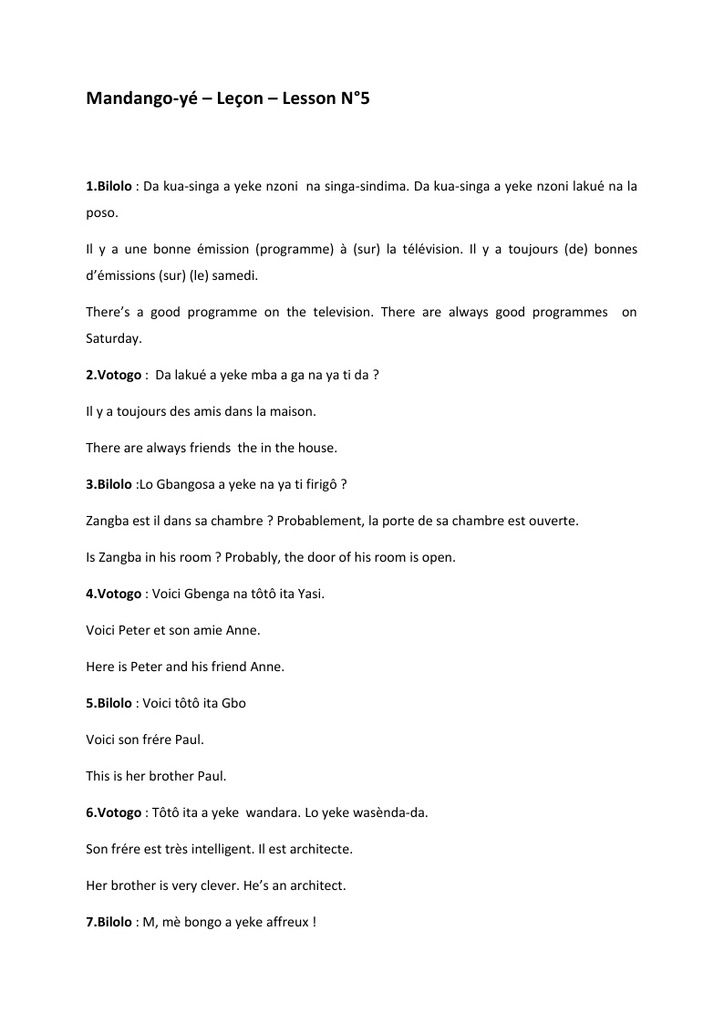 Mandango-yé – Leçon – Lesson N°5
1.Bilolo : Da kua-singa a yeke nzoni na singa-sindima. Da kua-singa a yeke nzoni lakué na la
poso.
Il y a une bonne émission (programme) à (sur) la télévision. Il y a toujours (de) bonnes
d’émissions (sur) (le) samedi.
There’s a good programme on the television. There are always good programmes on
Saturday.
2.Votogo : Da lakué a yeke mba a ga na ya ti da ?
Il y a toujours des amis dans la maison.
There are always friends the in the house.
3.Bilolo :Lo Gbangosa a yeke na ya ti firigô ?
Zangba est il dans sa chambre ? Probablement, la porte de sa chambre est ouverte.
Is Zangba in his room ? Probably, the door of his room is open.
4.Votogo : Voici Gbenga na tôtô ita Yasi.
Voici Peter et son amie Anne.
Here is Peter and his friend Anne.
5.Bilolo : Voici tôtô ita Gbo
Voici son frére Paul.
This is her brother Paul.
6.Votogo : Tôtô ita a yeke wandara. Lo yeke wasènda-da.
Son frére est très intelligent. Il est architecte.
Her brother is very clever. He’s an architect.
7.Bilolo : M, mè bongo a yeke affreux !